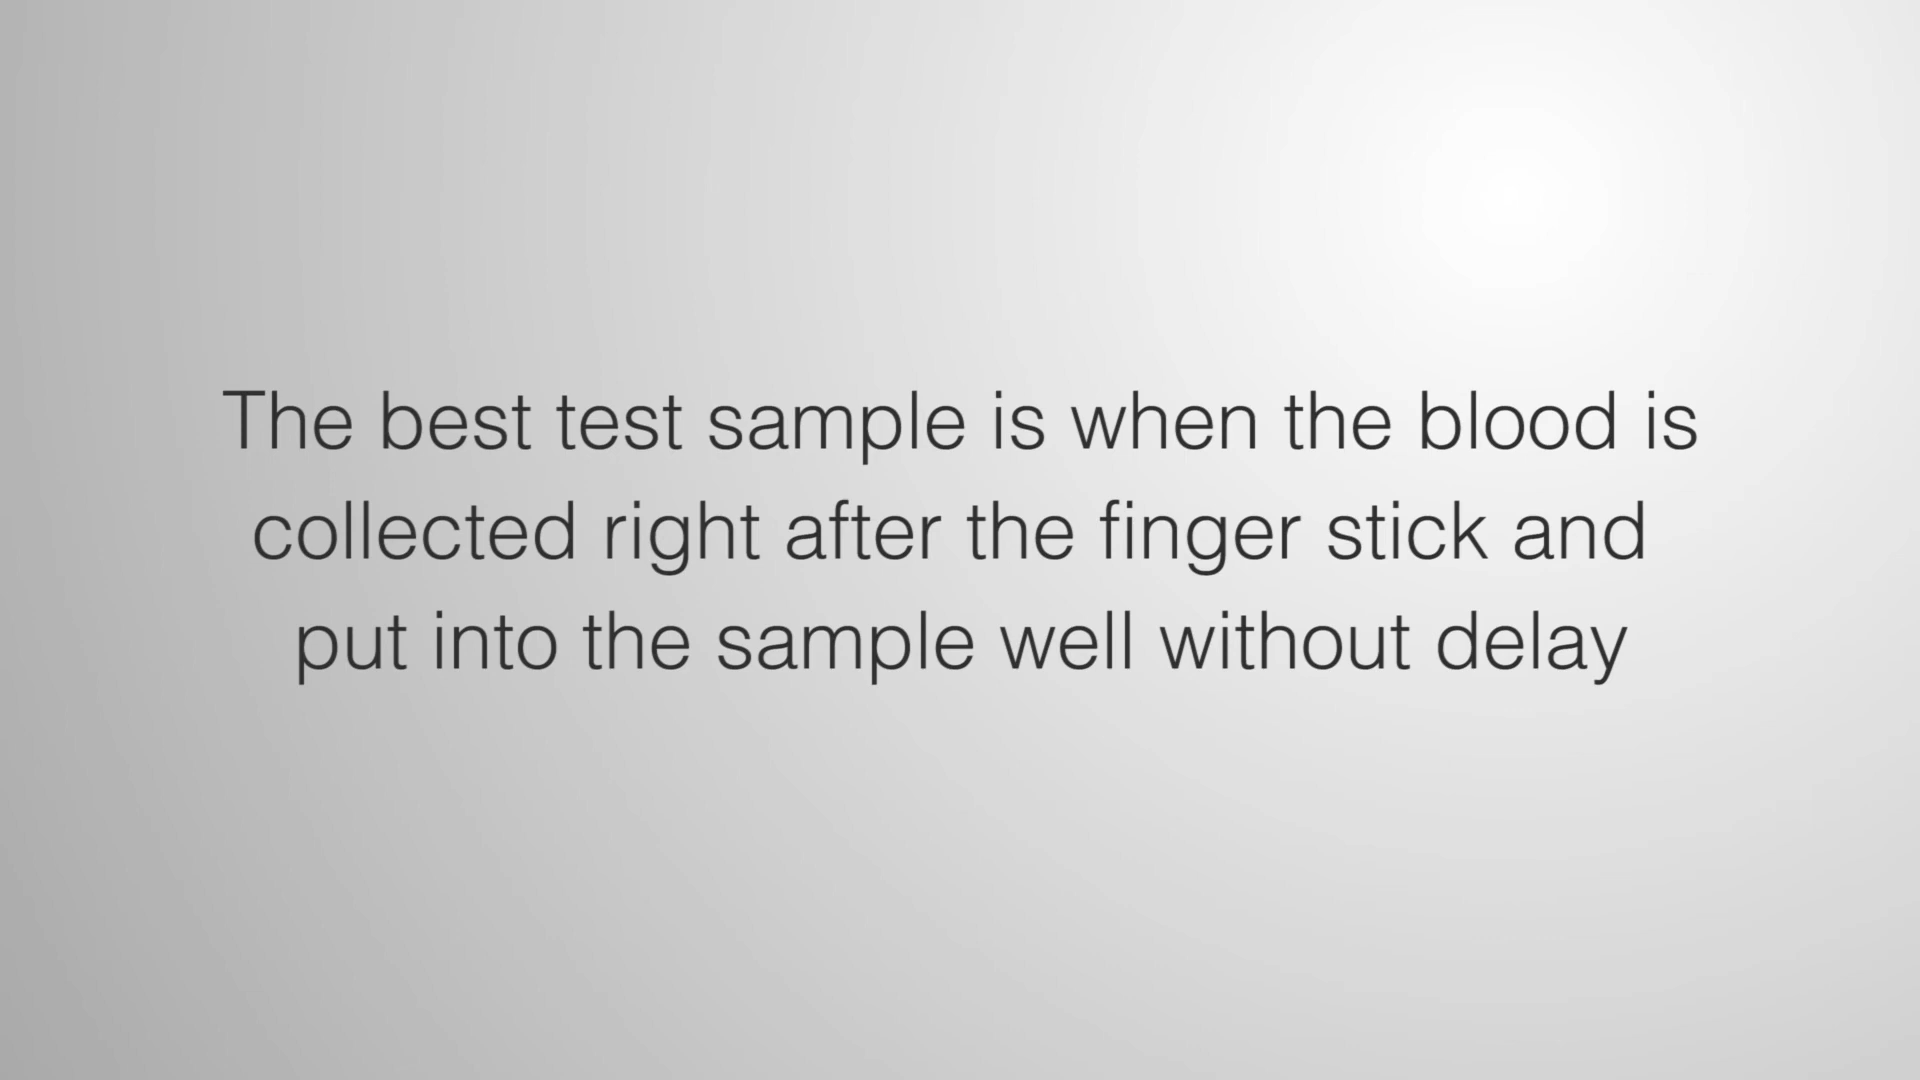 The best test sample is when the blood is
collected right after the finger stick and
put into the sample well without delay